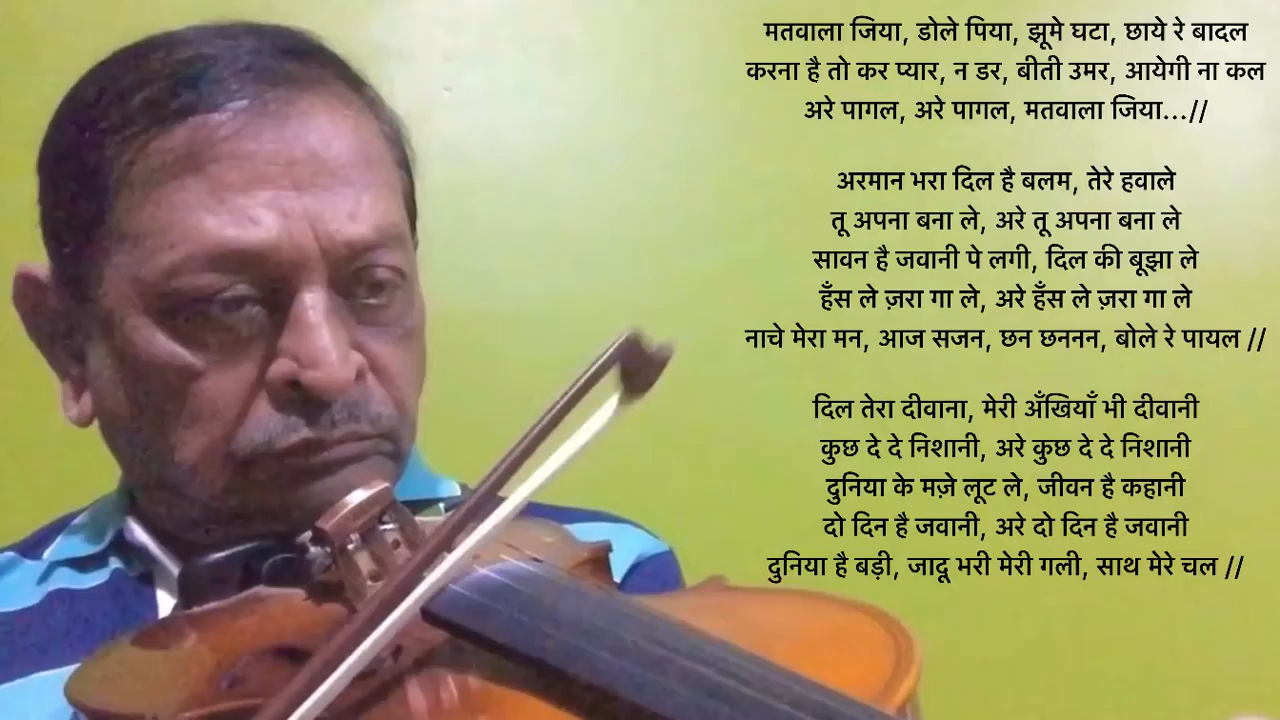 मतवाला जिया, डोले पिया, झूमे घटा, छाये रे बादल
करना है तो कर प्यार, न डर, बीती उमर, आयेगी ना कल
अरे पागल, अरे पागल, मतवाला जिया...//
अरमान भरा दिल है बलम, तेरे हवाले
तू अपना बना ले, अरे तू अपना बना ले
सावन है जवानी पे लगी, दिल की बूझा ले
हँस ले ज़रा गा ले, अरे हँस ले ज़रा गा ले
नाचे मेरा मन, आज सजन, छन छननन, बोले रे पायल //
दिल तेरा दीवाना, मेरी अँखियाँ भी दीवानी
कुछ दे दे निशानी, अरे कुछ दे दे निशानी
दुनिया के मज़े लूट ले, जीवन है कहानी
दो दिन है जवानी, अरे दो दिन है जवानी
दुनिया है बड़ी, जादू भरी मेरी गली, साथ मेरे चल //